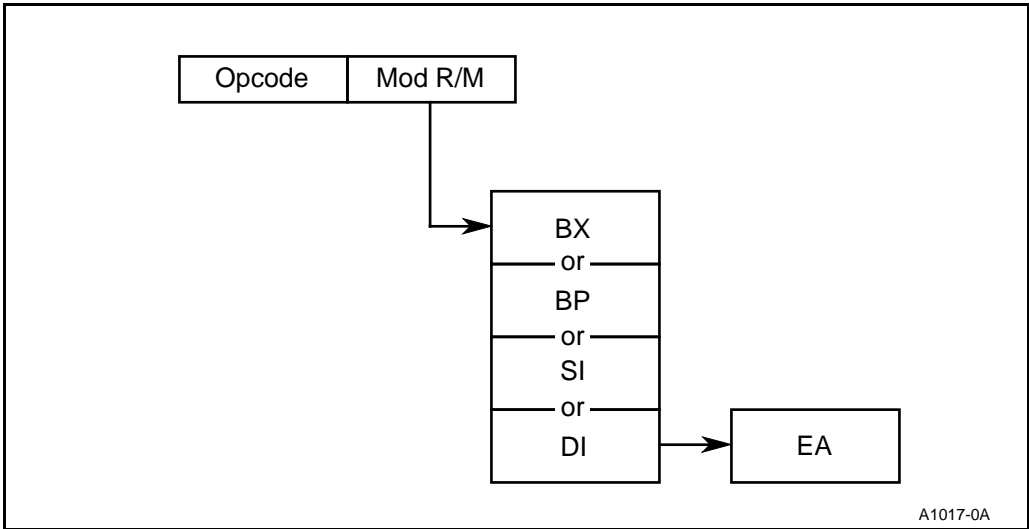 Opcode Mod R/M
BX
or
BP
or
SI
or
DI EA
A1017-0A